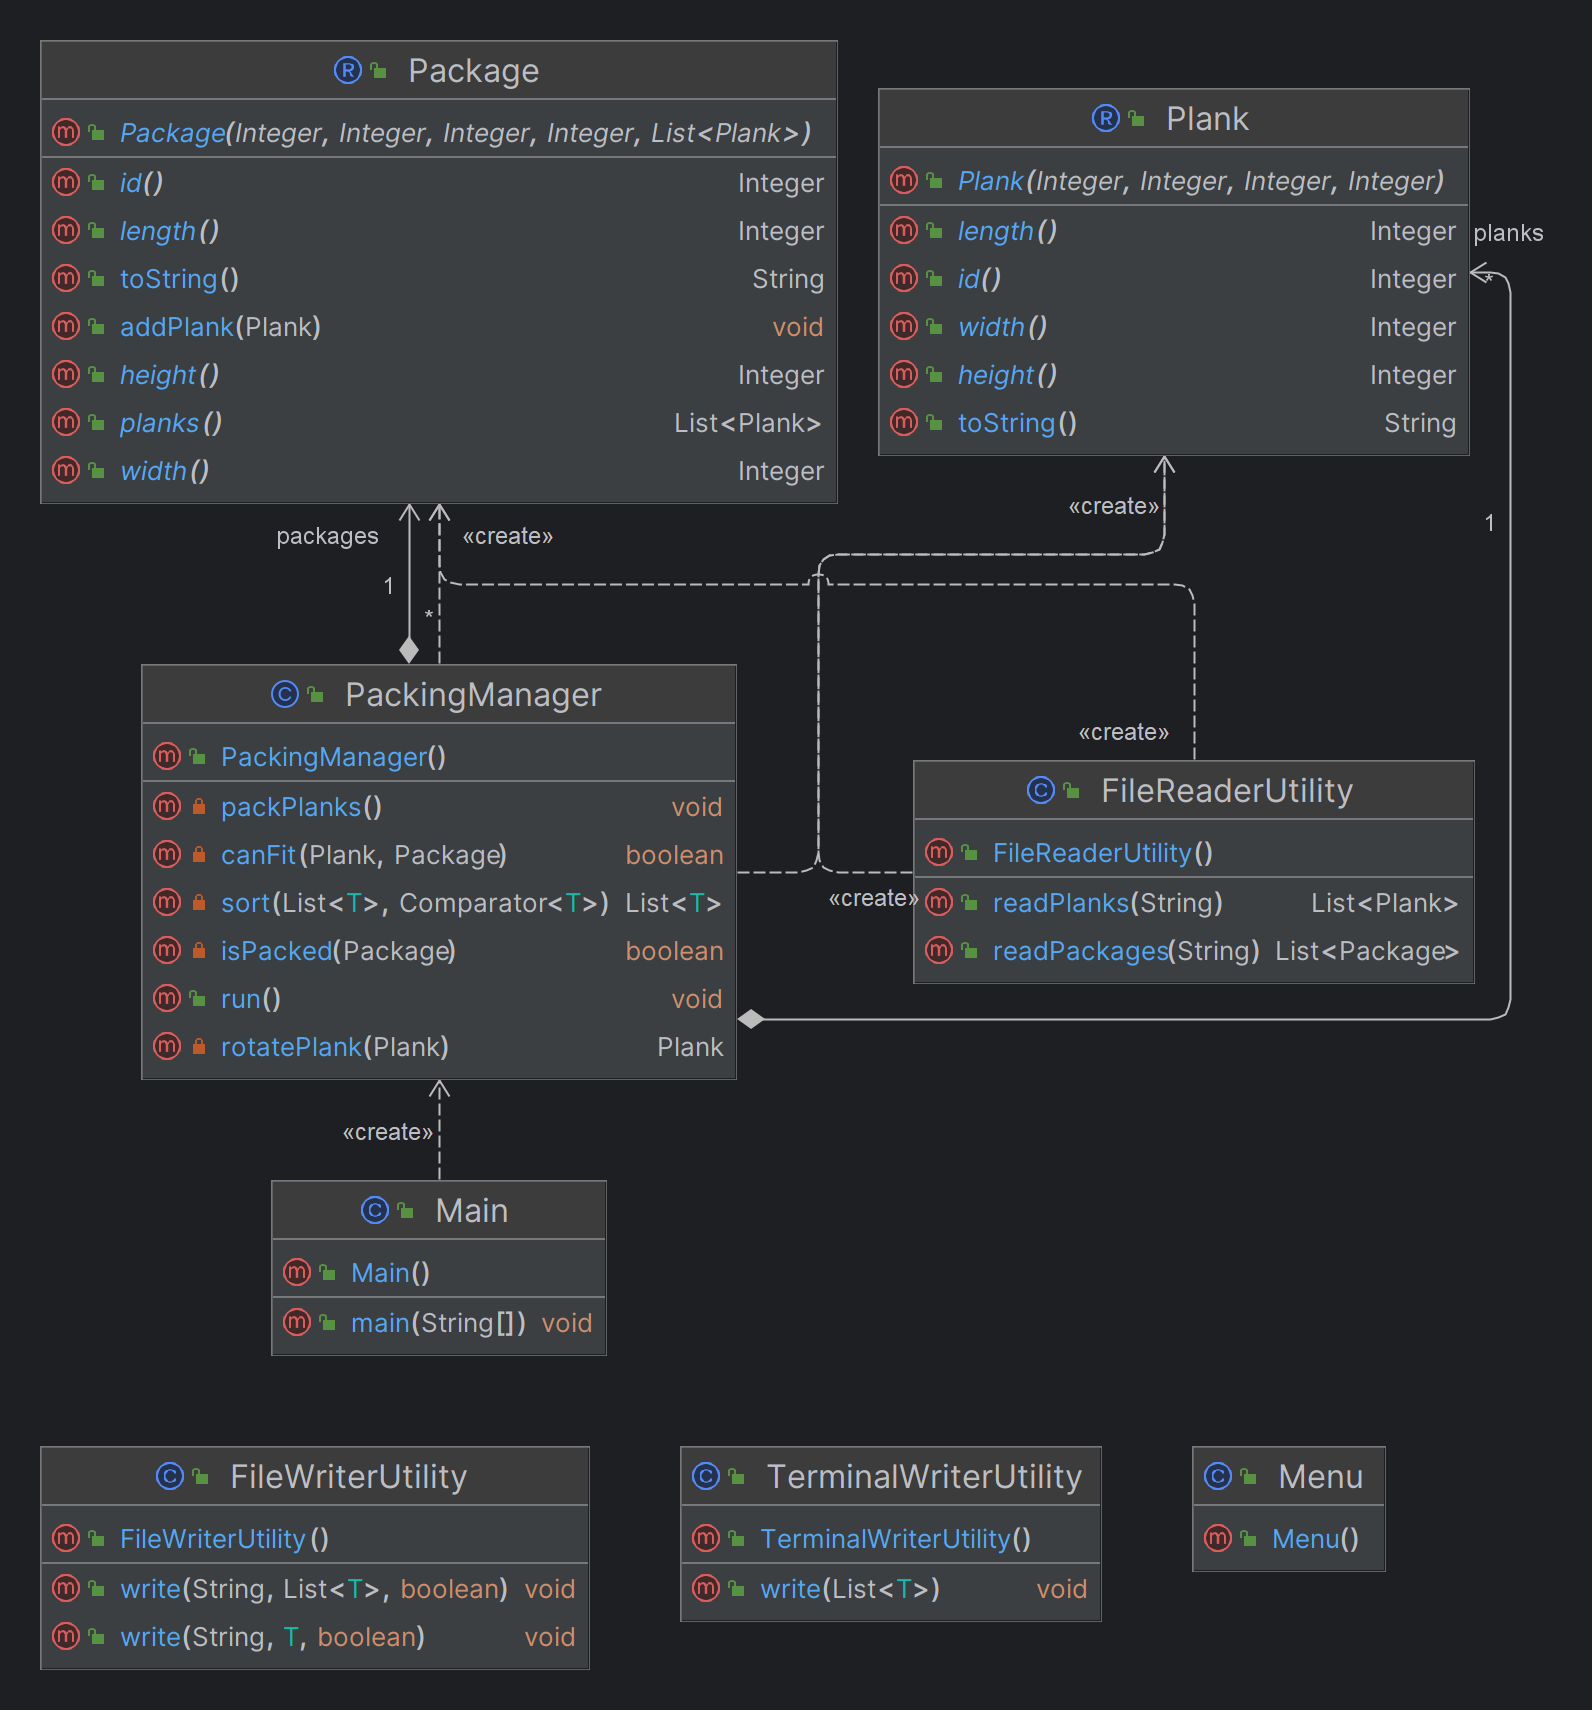 Package
Package(Integer, Integer, Integer, Integer, List<Plank>)
id() Integer
length() Integer
toString() String
addPlank(Plank) void
height() Integer
planks() List<Plank>
width() Integer
Plank
Plank(Integer, Integer, Integer, Integer)
length() Integer
id() Integer
width() Integer
height() Integer
toString() String
planks
*
1
«create»
packages
«create»
1
*
«create»
«create»
PackingManager
PackingManager()
packPlanks() void
canFit(Plank, Package) boolean
sort(List<T>, Comparator<T>) List<T>
isPacked(Package) boolean
run() void
rotatePlank(Plank) Plank
FileReaderUtility
FileReaderUtility()
readPlanks(String) List<Plank>
readPackages(String) List<Package>
«create»
Main
Main()
main(String[]) void
FileWriterUtility
FileWriterUtility()
write(String, List<T>, boolean) void
write(String, T, boolean) void
TerminalWriterUtility
TerminalWriterUtility()
write(List<T>) void
Menu
Menu()